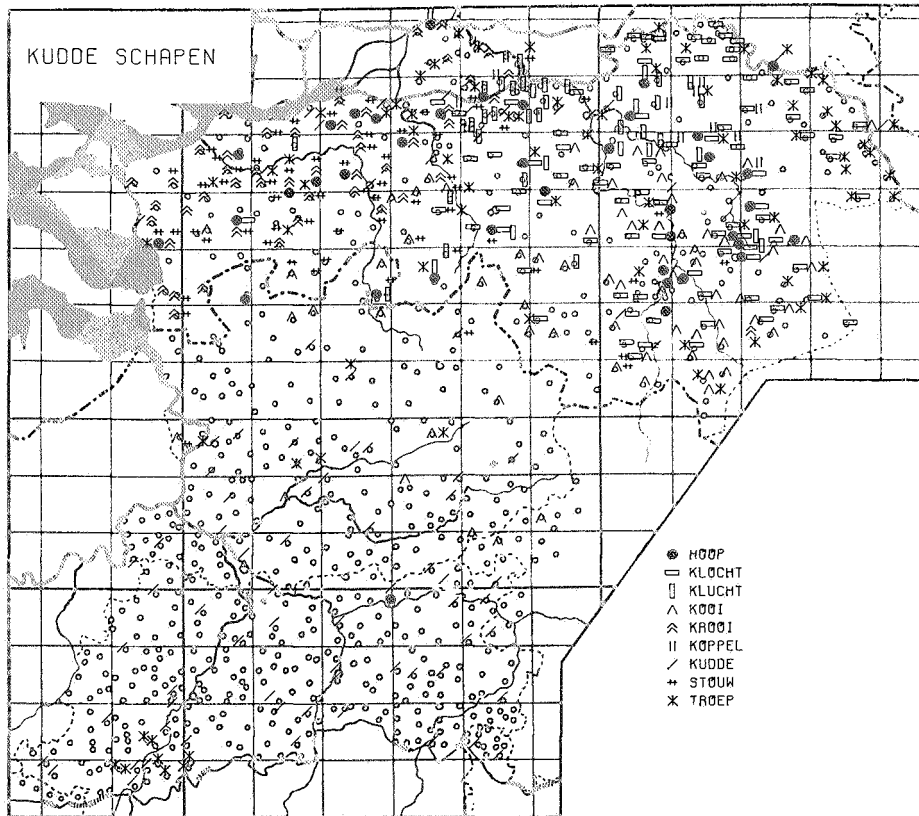 KUDDE SCHAPEN
HOOP
KLOCHT
KLUCHT
KOOI
KROOI
KOPPEL
KUDDE
STOUW
TROEP